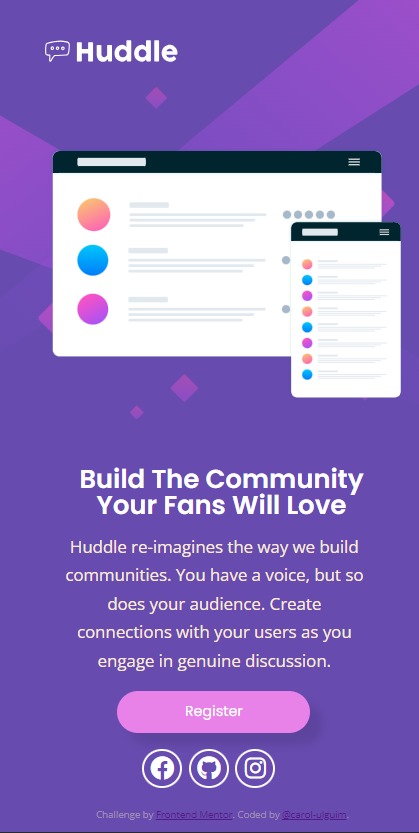 Huddle
Build The Community
Your Fans Will Love
Huddle re-imagines the way we build
communities. You have a voice, but so
does your audience. Create
connections with your users as you
engage in genuine discussion.
Register
Challenge by Frontend Mentor. Coded by @carol-ujguim.